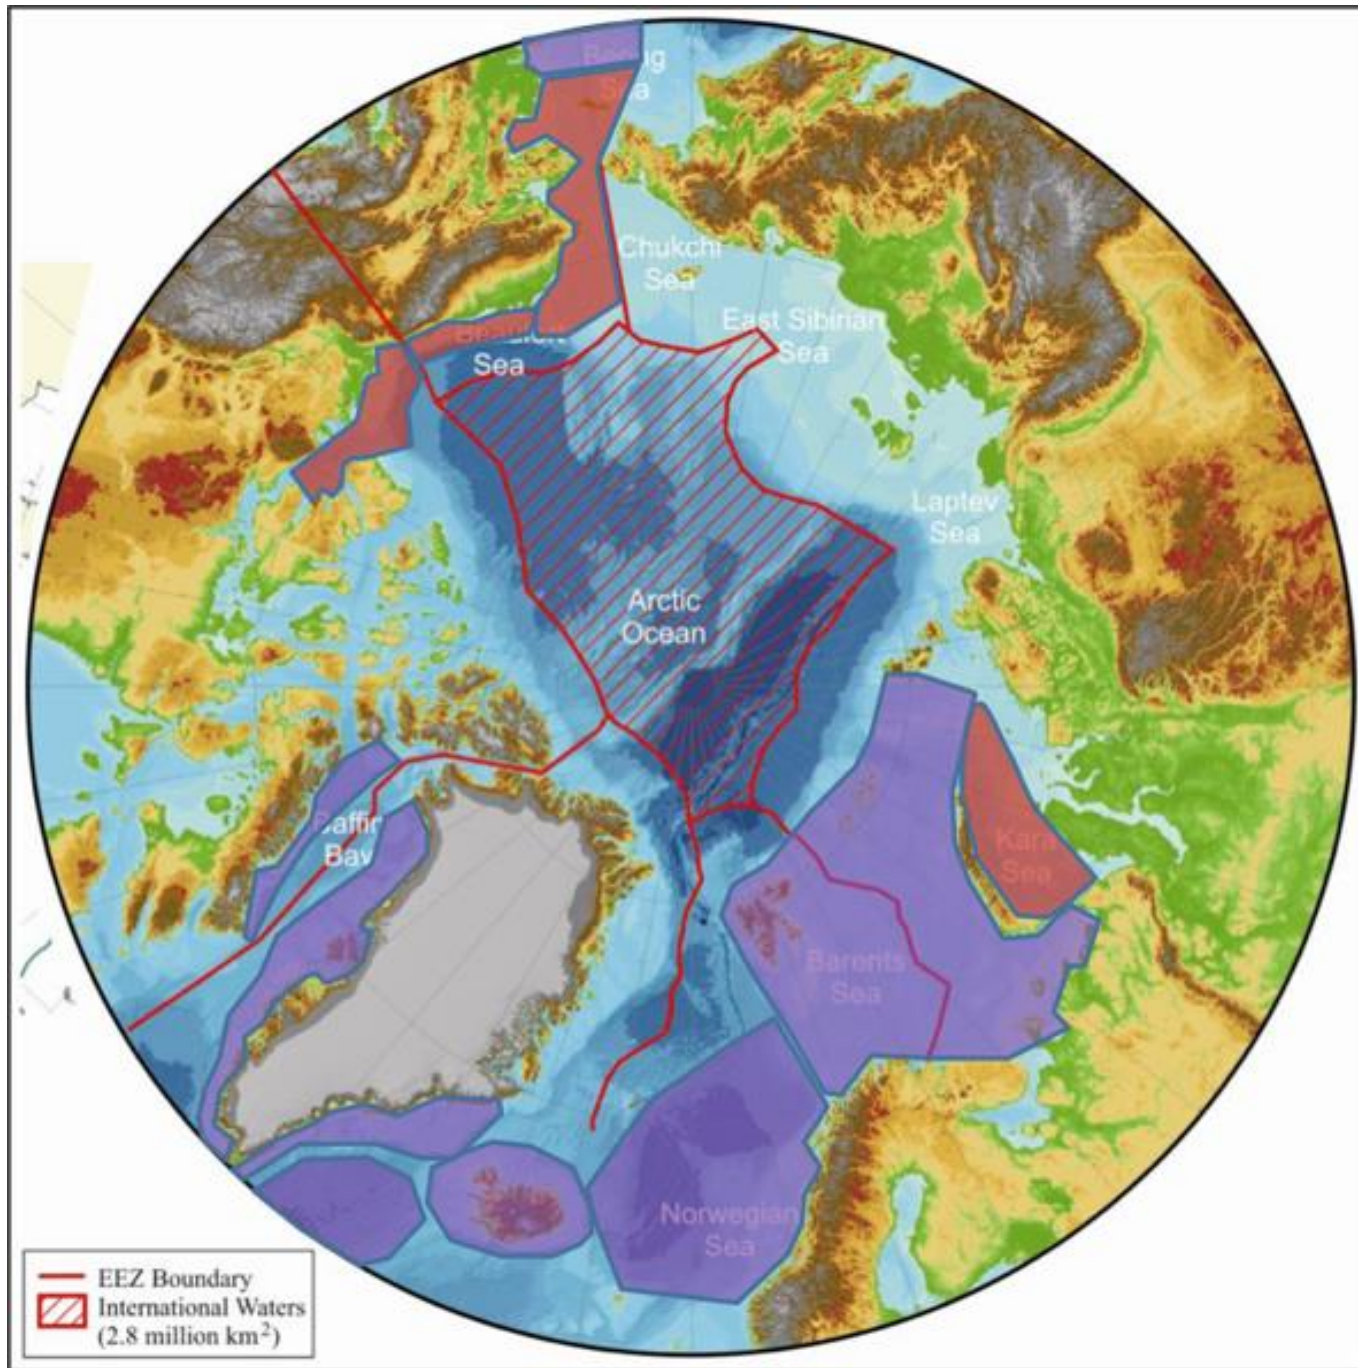 Sea
Chukchi
Sea
East Sibirian
Sea
Sea
Laptev
Sea
Arctic
Ocean
Bay
Kara
Sea
Barents
Sea
Norwegian
Sea
EEZ Boundary
International Waters
(2.8 million km²)